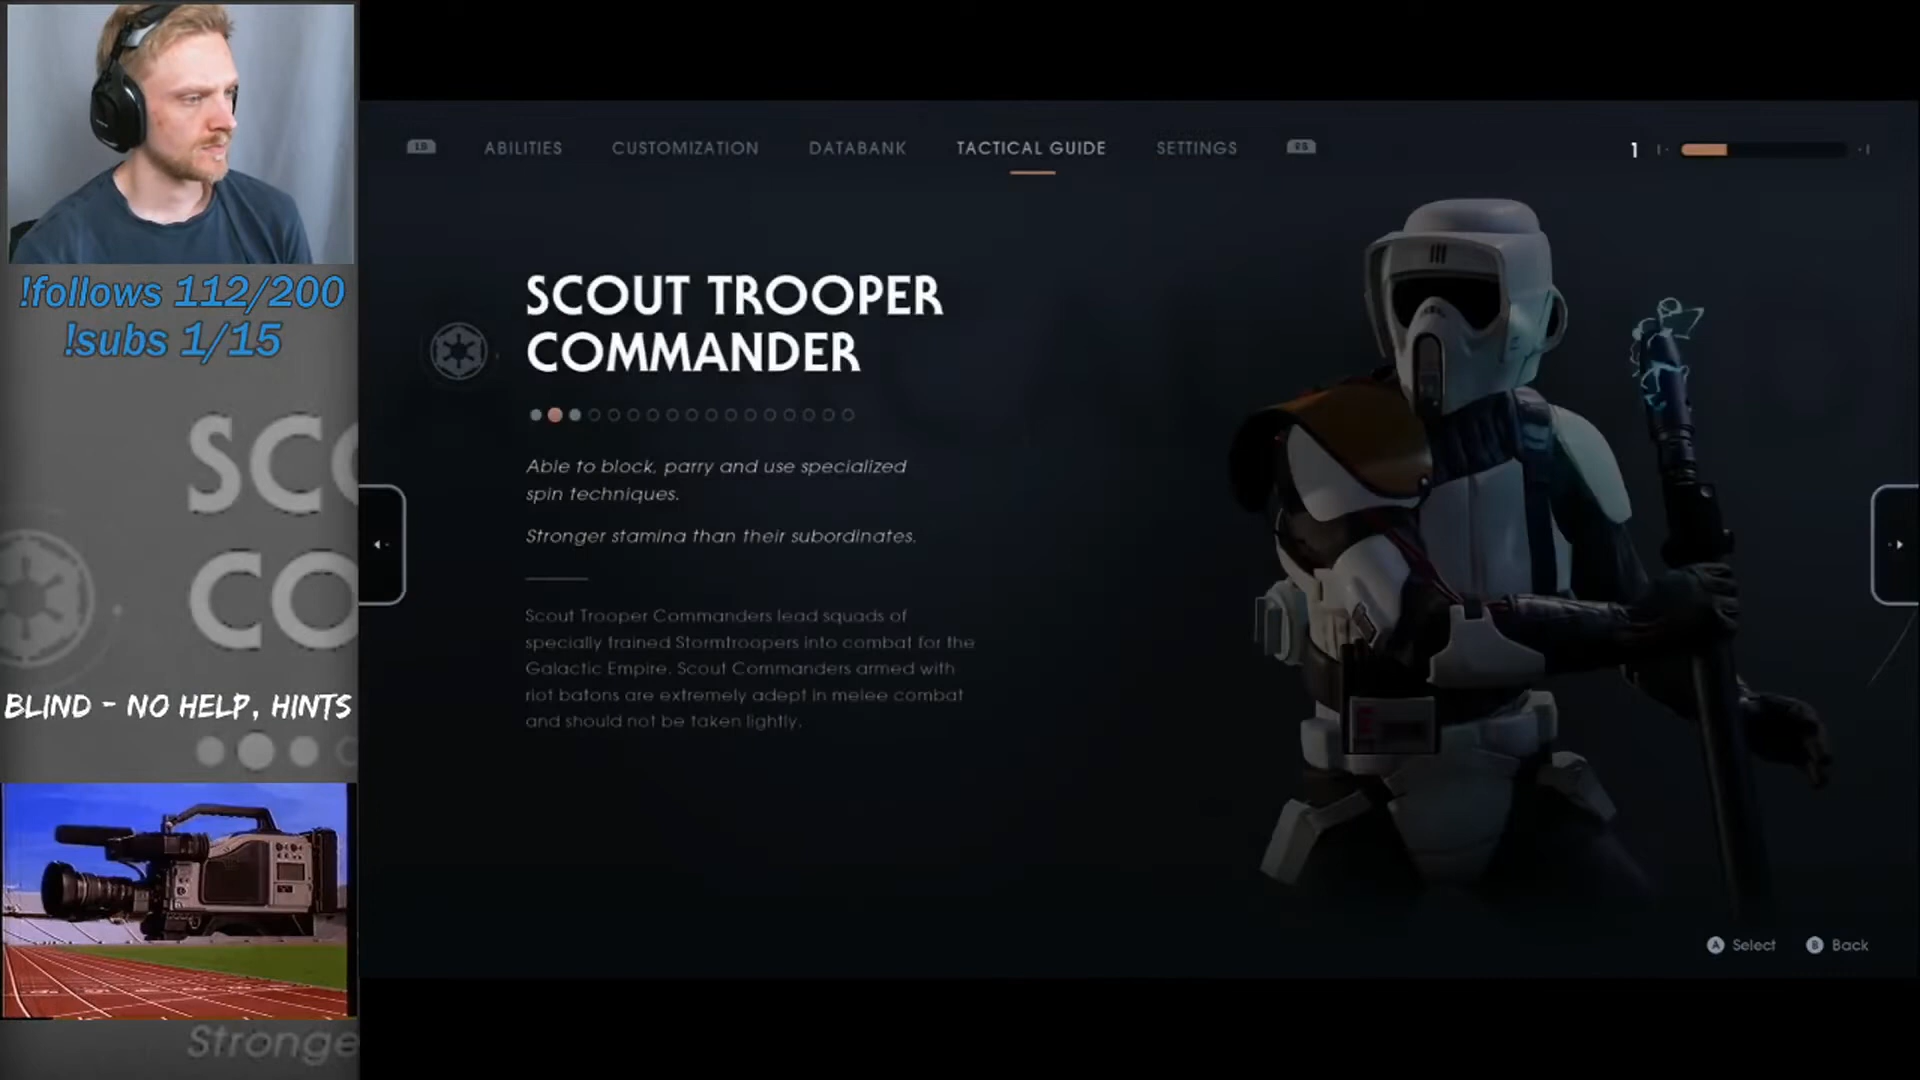 LB ABILITIES CUSTOMIZATION DATABANK TACTICAL GUIDE SETTINGS RB 1
SCOUT TROOPER
COMMANDER
Able to block, parry and use specialized
spin techniques.
Stronger stamina than their subordinates.
Scout Trooper Commanders lead squads of
specially trained Stormtroopers into combat for the
Galactic Empire. Scout Commanders armed with
riot batons are extremely adept in melee combat
and should not be taken lightly.
A Select B Back
!follows 112/200
!subs 1/15
SCO
CO
BLIND - NO HELP, HINTS
Stronge